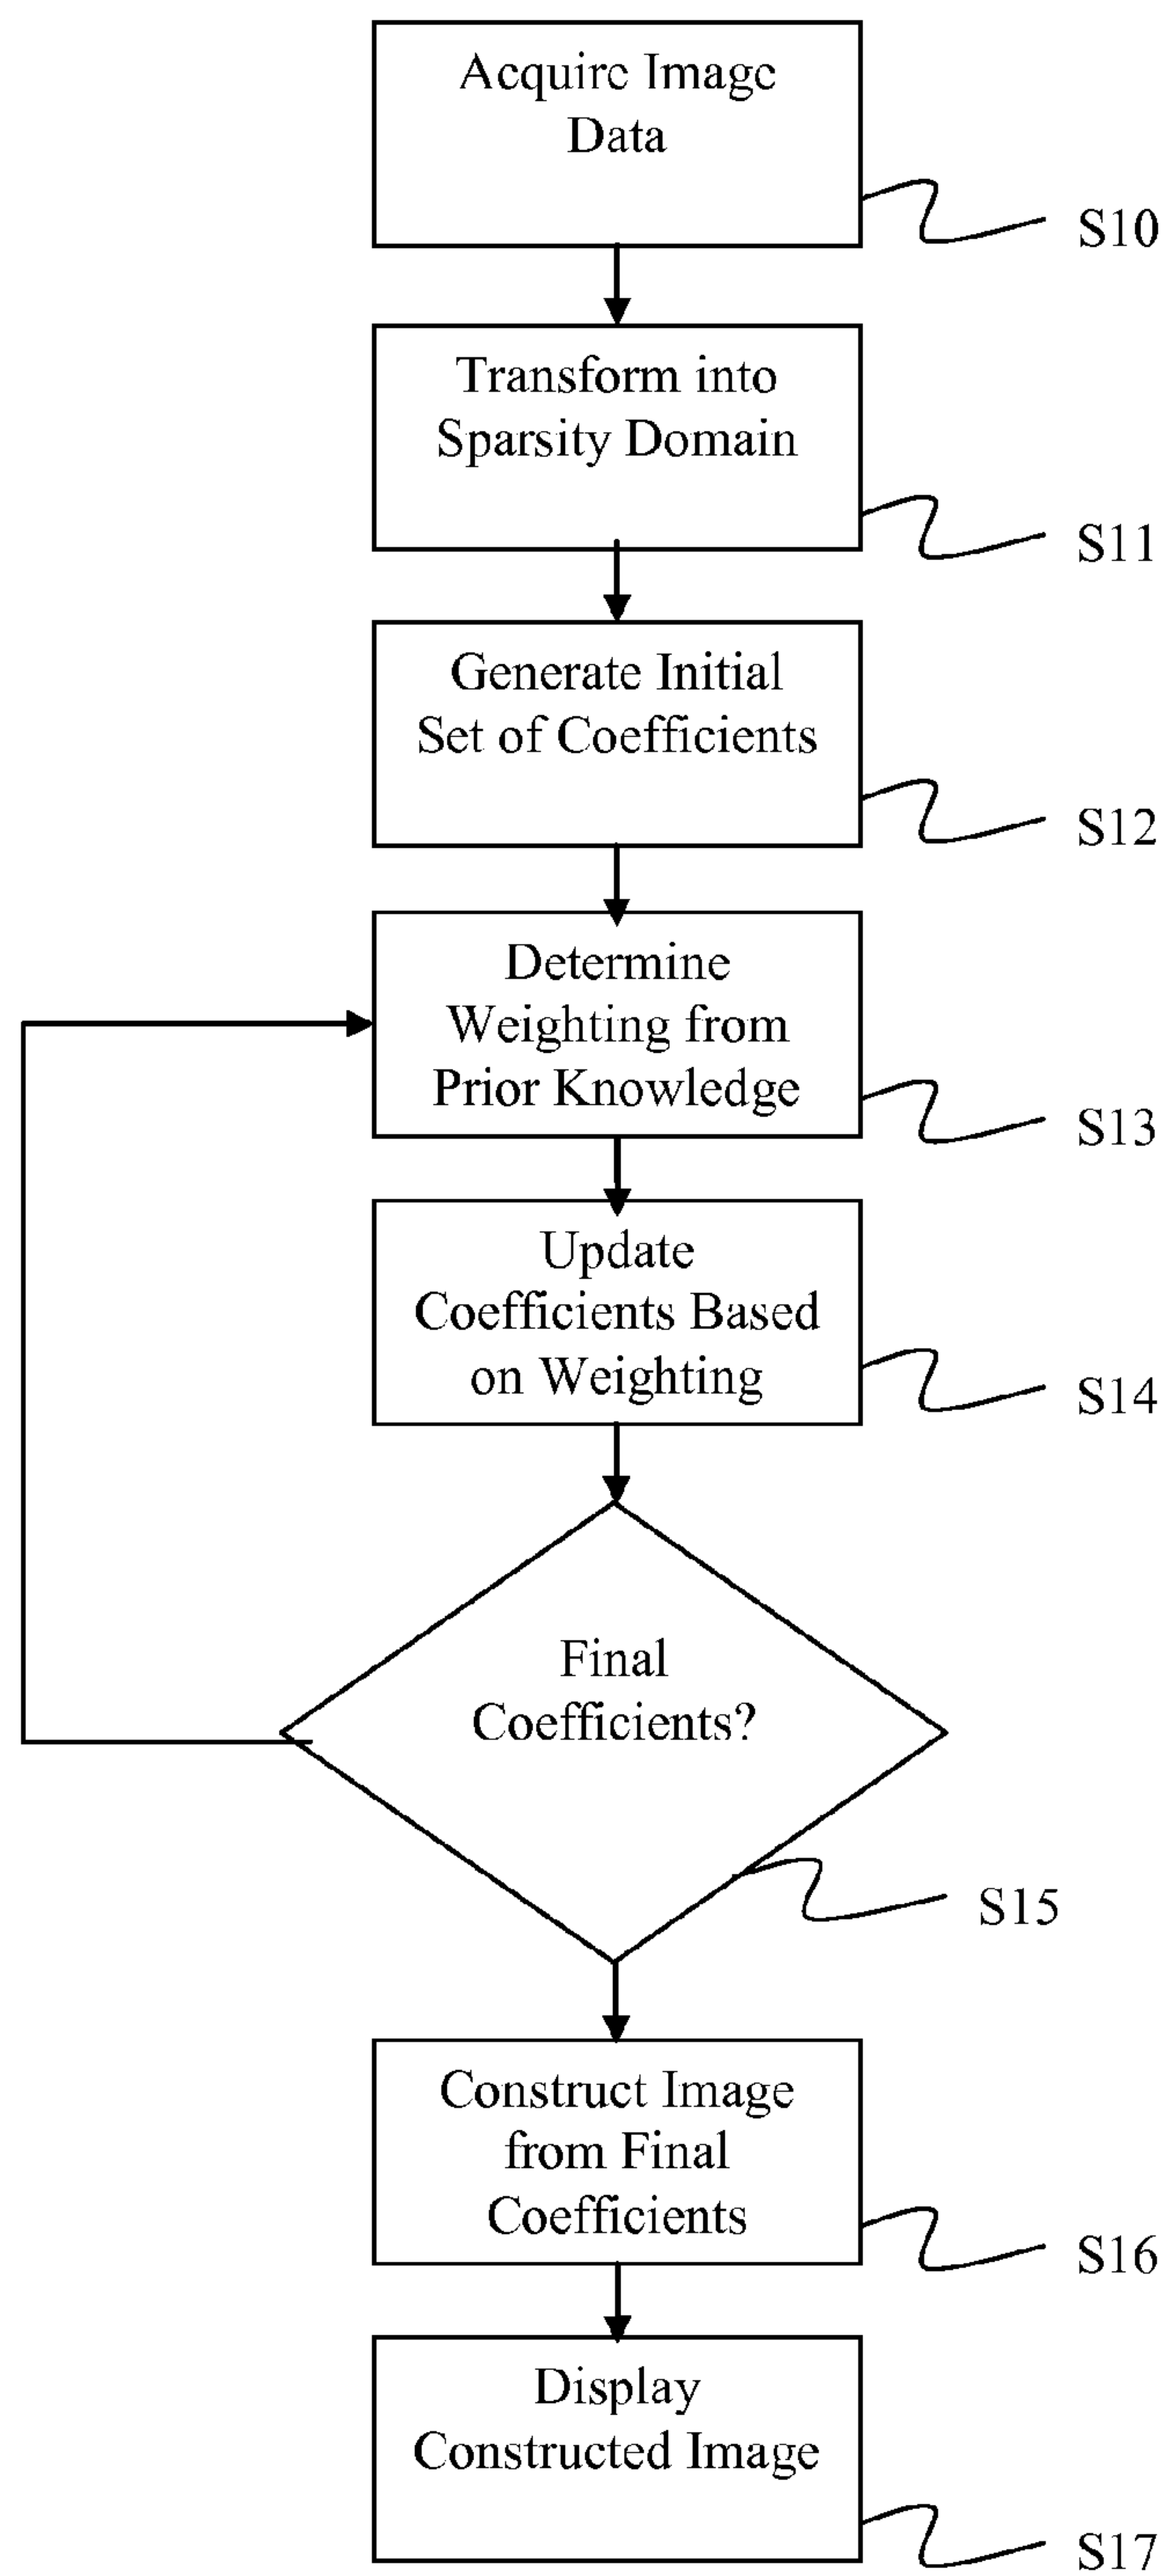 Acquire Image
Data
S10
Transform into
Sparsity Domain
S11
Generate Initial
Set of Coefficients
S12
Determine
Weighting from
Prior Knowledge
S13
Update
Coefficients Based
on Weighting
S14
Final
Coefficients?
S15
Construct Image
from Final
Coefficients
S16
Display
Constructed Image
S17